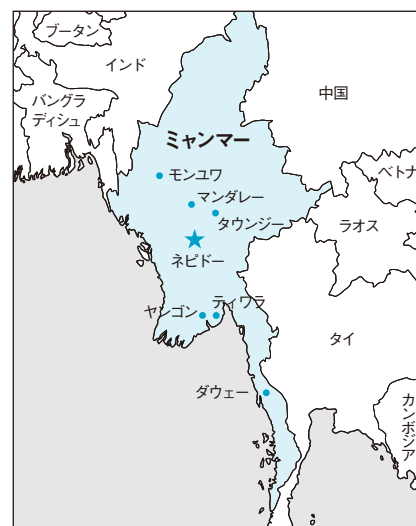 ブータン
インド
中国
バングラ
ディシュ
ミャンマー
ベトナ
モンユワ
マンダレー
タウンジー
ラオス
ネピドー
ヤンゴン
ティワラ
タイ
ダウェー
カンボジア